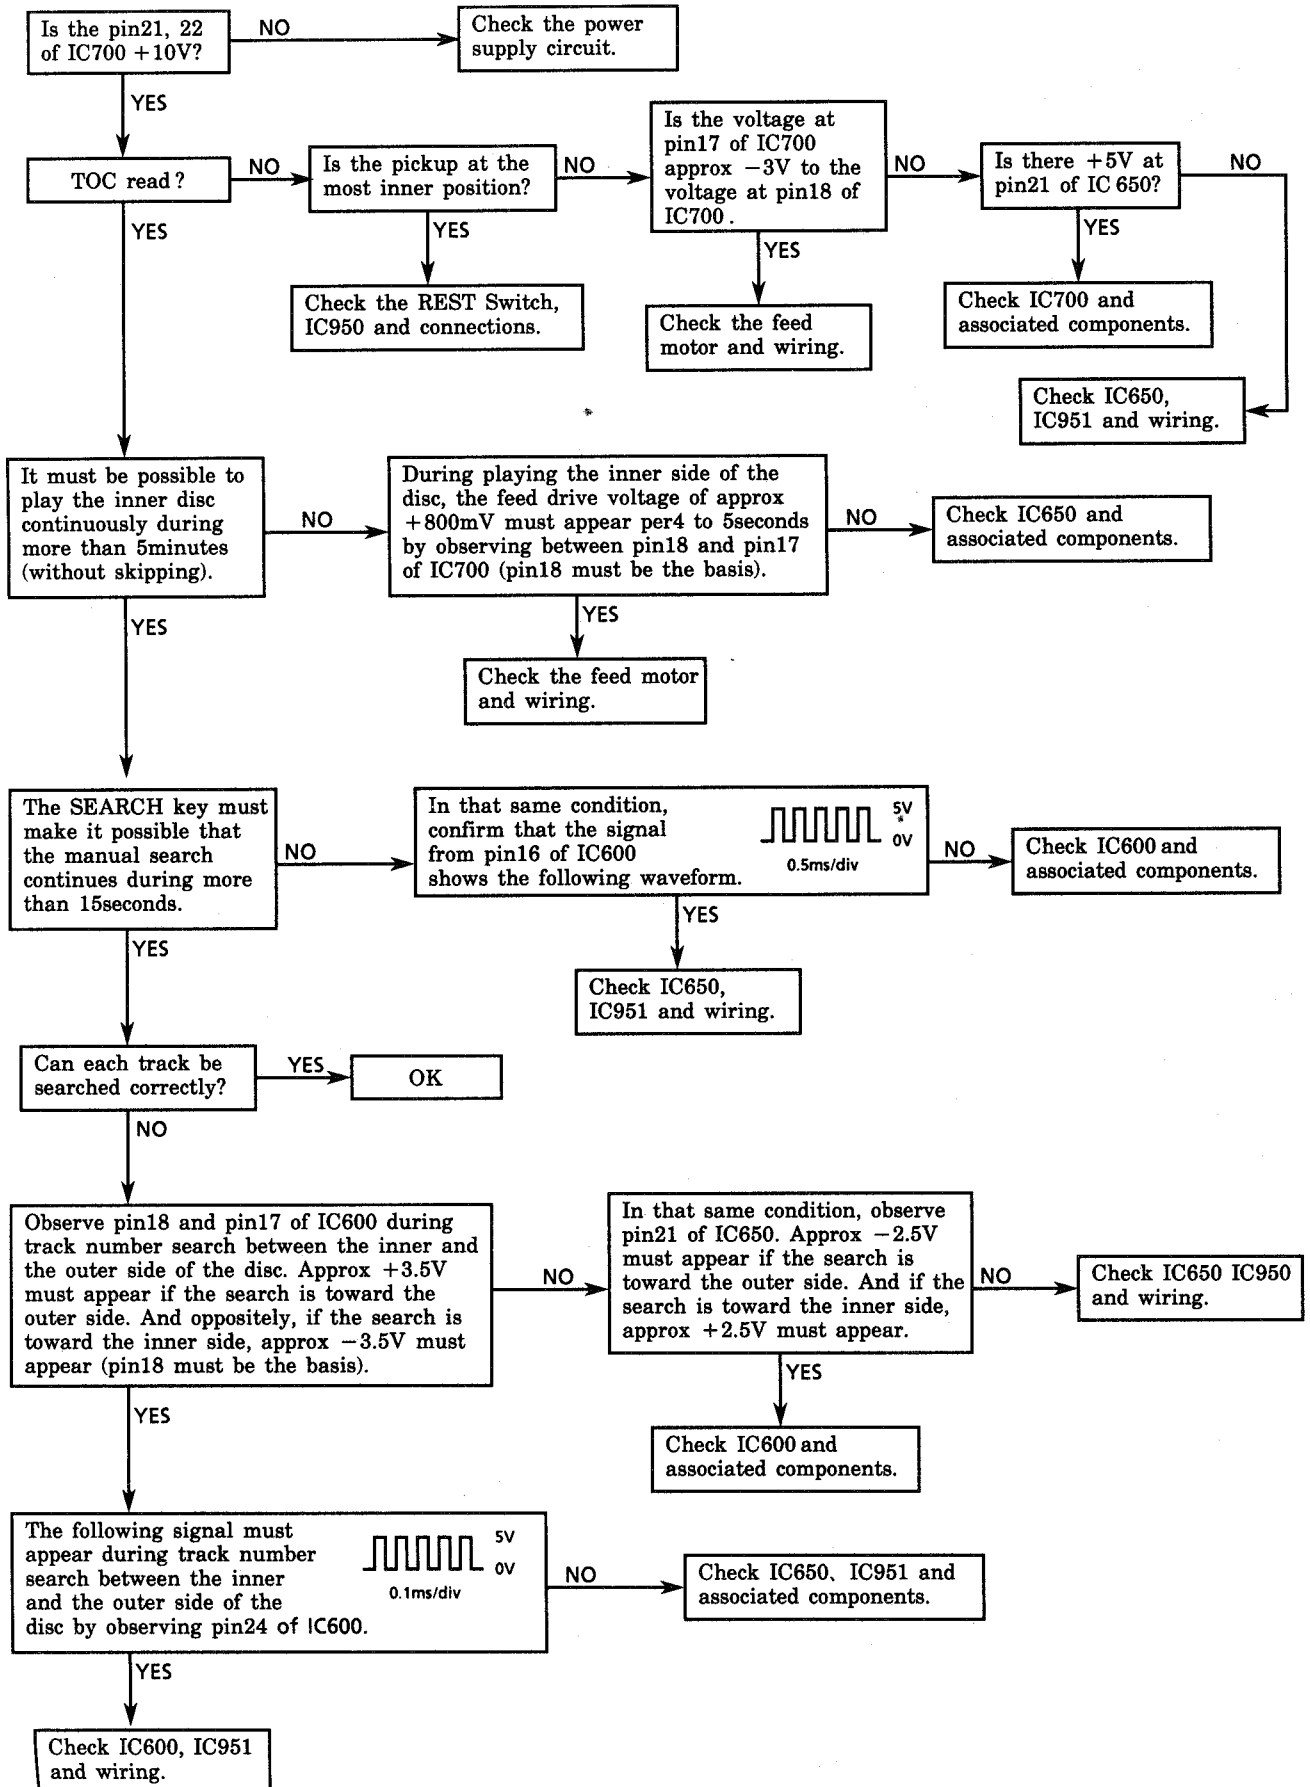 Is the pin21, 22
of IC700 +10V?
NO
Check the power
supply circuit.
YES
TOC read?
NO
Is the pickup at the
most inner position?
NO
Is the voltage at
pin17 of IC700
approx −3V to the
voltage at pin18 of
IC700.
NO
Is there +5V at
pin21 of IC 650?
NO
YES
YES
YES
YES
Check the REST Switch,
IC950 and connections.
Check the feed
motor and wiring.
Check IC700 and
associated components.
Check IC650,
IC951 and wiring.
It must be possible to
play the inner disc
continuously during
more than 5minutes
(without skipping).
NO
During playing the inner side of the
disc, the feed drive voltage of approx
+800mV must appear per4 to 5seconds
by observing between pin18 and pin17
of IC700 (pin18 must be the basis).
NO
Check IC650 and
associated components.
YES
YES
Check the feed motor
and wiring.
The SEARCH key must
make it possible that
the manual search
continues during more
than 15seconds.
NO
In that same condition,
confirm that the signal
from pin16 of IC600
shows the following waveform.
5V
0V
0.5ms/div
NO
Check IC600 and
associated components.
YES
YES
Check IC650,
IC951 and wiring.
Can each track be
searched correctly?
YES
OK
NO
Observe pin18 and pin17 of IC600 during
track number search between the inner and
the outer side of the disc. Approx +3.5V
must appear if the search is toward the
outer side. And oppositely, if the search is
toward the inner side, approx −3.5V must
appear (pin18 must be the basis).
NO
In that same condition, observe
pin21 of IC650. Approx −2.5V
must appear if the search is
toward the outer side. And if the
search is toward the inner side,
approx +2.5V must appear.
NO
Check IC650 IC950
and wiring.
YES
YES
Check IC600 and
associated components.
The following signal must
appear during track number
search between the inner
and the outer side of the
disc by observing pin24 of IC600.
5V
0V
0.1ms/div
NO
Check IC650、IC951 and
associated components.
YES
Check IC600, IC951
and wiring.